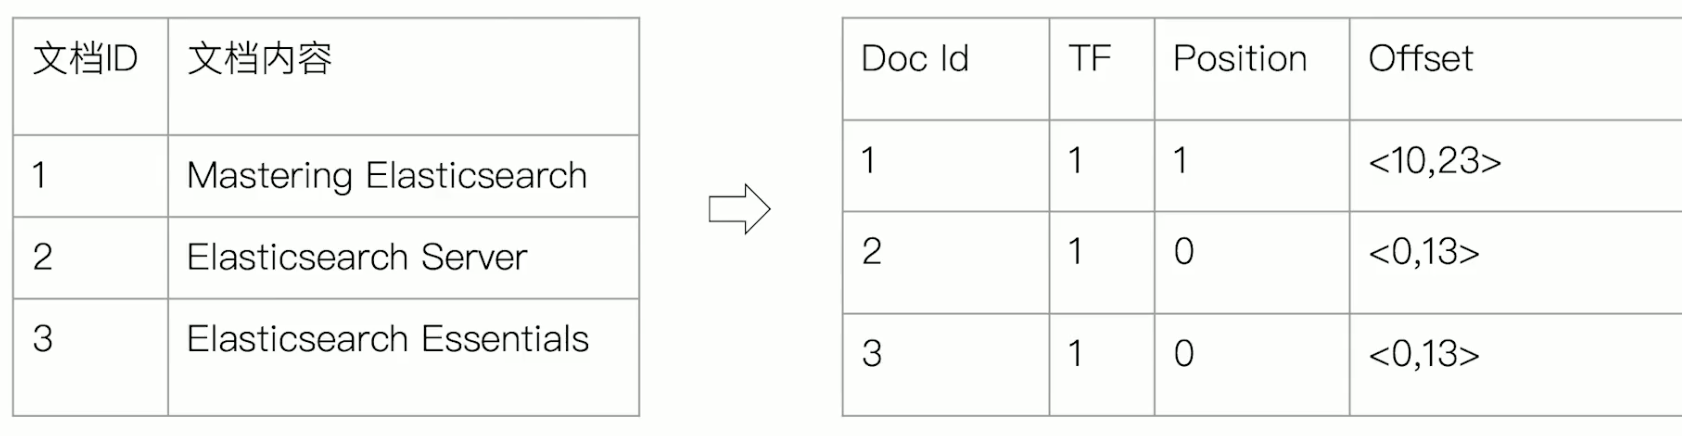 文档ID 文档内容
1 Mastering Elasticsearch
2 Elasticsearch Server
3 Elasticsearch Essentials
Doc Id TF Position Offset
1 1 1 <10,23>
2 1 0 <0,13>
3 1 0 <0,13>